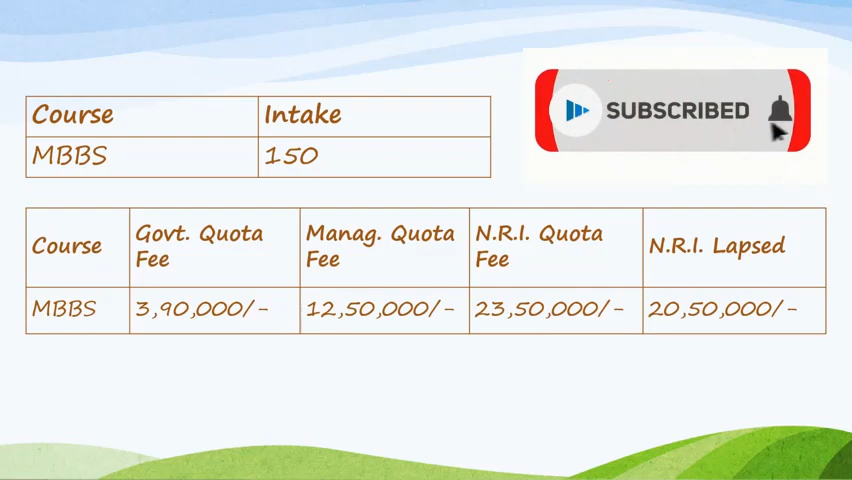 Course Intake
MBBS 150
SUBSCRIBED
Course Govt. Quota Fee Manag. Quota Fee N.R.I. Quota Fee N.R.I. Lapsed
MBBS 3,90,000/- 12,50,000/- 23,50,000/- 20,50,000/-